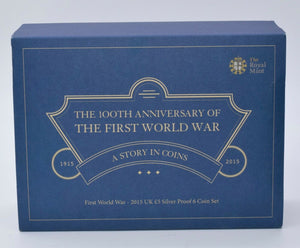 The
Royal
Mint
THE 100TH ANNIVERSARY OF
THE FIRST WORLD WAR
1915
A STORY IN COINS
2015
First World War - 2015 UK £5 Silver Proof 6-Coin Set